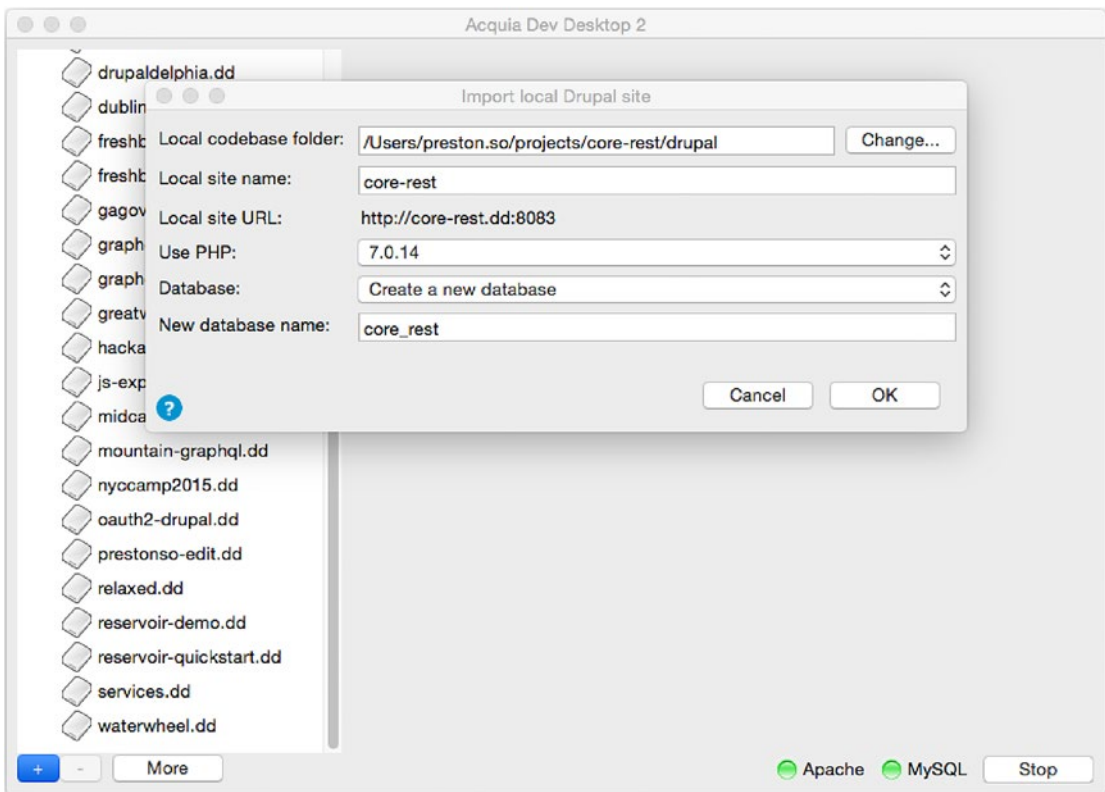 Acquia Dev Desktop 2
drupaldelphia.dd
Import local Drupal site
dublin
Local codebase folder: /Users/preston.so/projects/core-rest/drupal Change...
freshb
Local site name: core-rest
freshb
Local site URL: http://core-rest.dd:8083
gagov
Use PHP: 7.0.14
graph
Database: Create a new database
graph
New database name: core_rest
greatw
hacka
js-exp
Cancel OK
midca
?
mountain-graphql.dd
nyccamp2015.dd
oauth2-drupal.dd
prestonso-edit.dd
relaxed.dd
reservoir-demo.dd
reservoir-quickstart.dd
services.dd
waterwheel.dd
+ - More Apache MySQL Stop